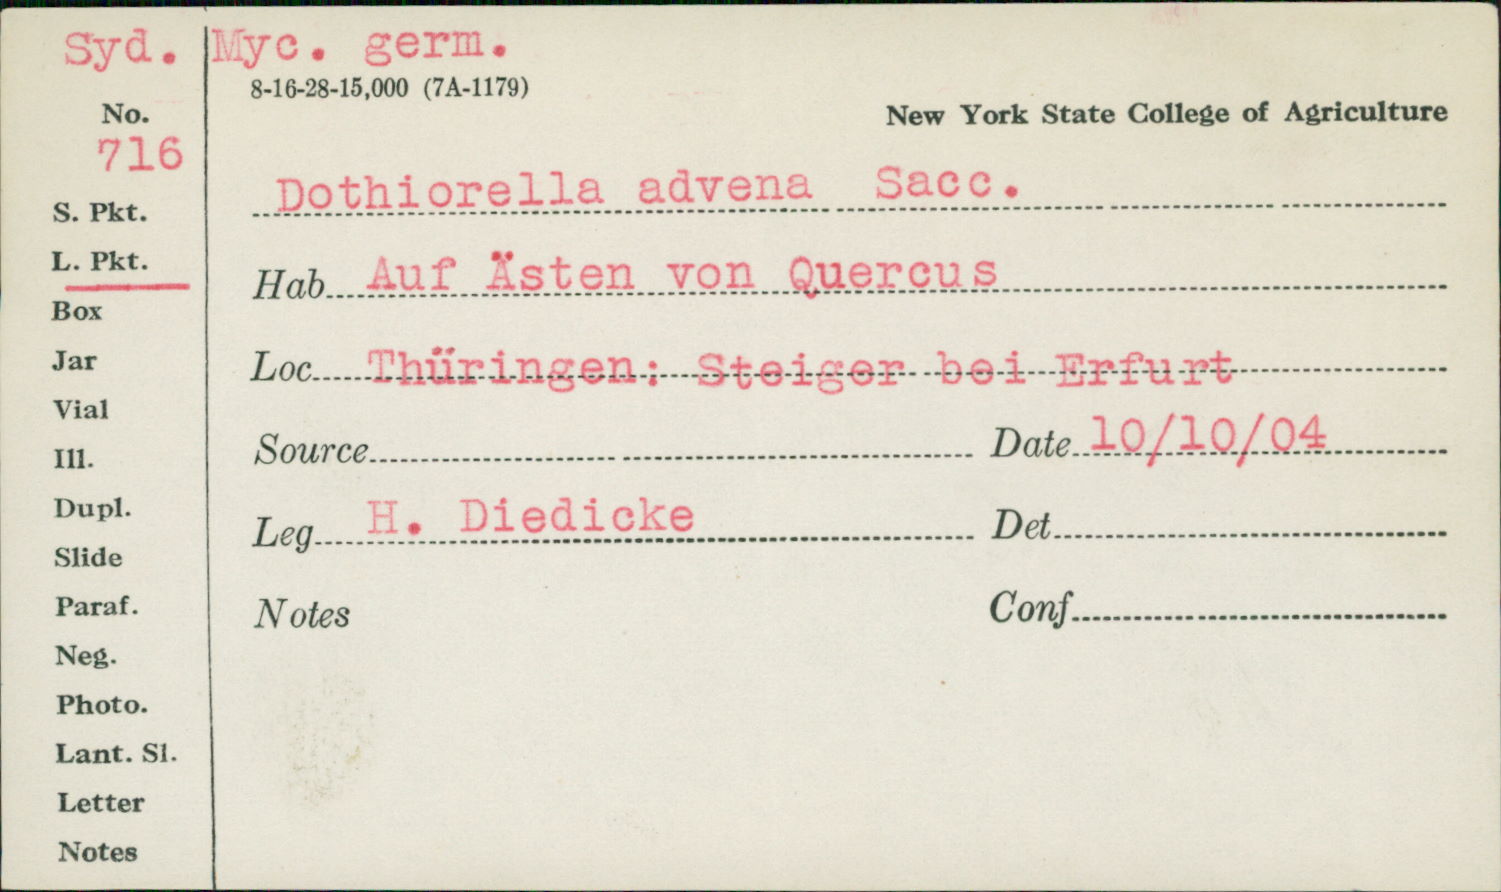 Syd. Myc. germ.
8-16-28-15,000 (7A-1179)
New York State College of Agriculture
No.
716
S. Pkt.
L. Pkt.
Box
Jar
Vial
Ill.
Dupl.
Slide
Paraf.
Neg.
Photo.
Lant. Sl.
Letter
Notes
Dothiorella advena Sacc.
Hab. Auf Ästen von Quercus
Loc. Thüringen: Steiger bei Erfurt
Source Date 10/10/04
Leg. H. Diedicke Det.
Notes Conf.